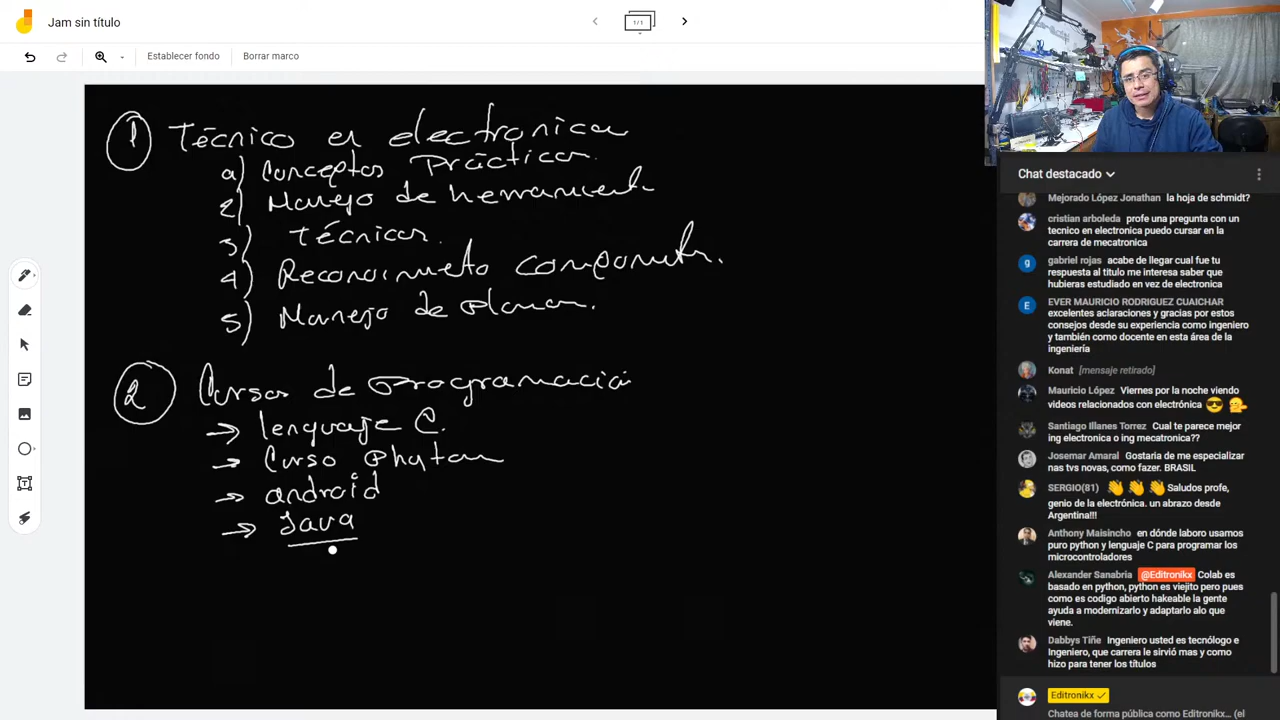 Jam sin título
1/1
Establecer fondo
Borrar marco
1 Técnico en electronica
a) Conceptos Prácticos.
2) Manejo de herramienta
3) Técnicas.
4) Reconocimiento componentes.
5) Manejo de planos.
2 Cursos de programación
→ lenguaje C.
→ Curso Phyton
→ android
→ Java
Chat destacado
Mejorado López Jonathan la hoja de schmidt?
cristian arboleda profe una pregunta con un
tecnico en electronica puedo cursar en la
carrera de mecatronica
g
gabriel rojas acabe de llegar cual fue tu
respuesta al titulo me interesa saber que
hubieras estudiado en vez de electronica
E
EVER MAURICIO RODRIGUEZ CUAICHAR
excelentes aclaraciones y gracias por estos
consejos desde su experiencia como ingeniero
y también como docente en esta área de la
ingeniería
Konat [mensaje retirado]
Mauricio López Viernes por la noche viendo
videos relacionados con electrónica 😎🫡
Santiago Illanes Torrez Cual te parece mejor
ing electronica o ing mecatronica??
Josemar Amaral Gostaria de me especializar
nas tvs novas, como fazer. BRASIL
SERGIO(81) 👏👏👏 Saludos profe,
genio de la electrónica. un abrazo desde
Argentina!!!
Anthony Maisincho en dónde laboro usamos
puro python y lenguaje C para programar los
microcontroladores
Alexander Sanabria @Editronikx Colab es
basado en python, python es viejito pero pues
como es codigo abierto hakeable la gente
ayuda a modernizarlo y adaptarlo alo que
viene.
Dabbys Tiñe Ingeniero usted es tecnólogo e
Ingeniero, que carrera le sirvió mas y como
hizo para tener los títulos
Editronikx ✓
Chatea de forma pública como Editronikx... (el